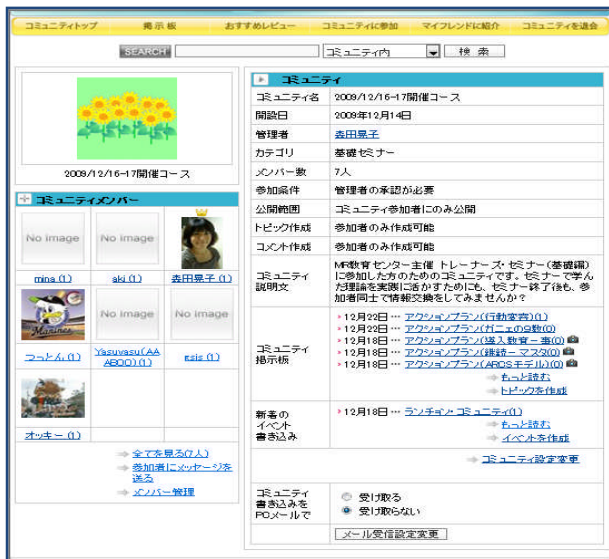 コミュニティトップ 掲示板 おすすめレビュー コミュニティに参加 マイフレンドに紹介 コミュニティを退会
SEARCH コミュニティ内 検 索
2009/12/16-17開催コース
コミュニティメンバー
No Image No Image
mina (1) aki (1) 森田晃子 (1)
Marines No Image No Image
つっとん (1) Yasuyasu(AAABOO) (1) esis (1)
オッキー (1)
全てを見る(7人)
参加者にメッセージを
送る
メンバー管理
コミュニティ
コミュニティ名 2009/12/16-17開催コース
開設日 2009年12月14日
管理者 森田晃子
カテゴリ 基礎セミナー
メンバー数 7人
参加条件 管理者の承認が必要
公開範囲 コミュニティ参加者にのみ公開
トピック作成 参加者のみ作成可能
コメント作成 参加者のみ作成可能
コミュニティ
説明文
MR教育センター主催 トレーナーズ・セミナー(基礎編)
に参加した方のためのコミュニティです。セミナーで学ん
だ理論を実践に活かすためにも、セミナー終了後も、参
加者同士で情報交換をしてみませんか？
コミュニティ
掲示板
12月22日… アクションプラン(行動変容)(1)
12月22日… アクションプラン(ガニェの9教)(0)
12月18日… アクションプラン(導入教育－事)(0)
12月18日… アクションプラン(継続－マスタ)(0)
12月18日… アクションプラン(ARCSモデル)(0)
もっと読む
トピックを作成
新着の
イベント
書き込み
12月18日… ランチョン・コミュニティ(1)
もっと読む
イベントを作成
コミュニティ設定変更
コミュニティ
書き込みを
PCメールで
受け取る
受け取らない
メール受信設定変更